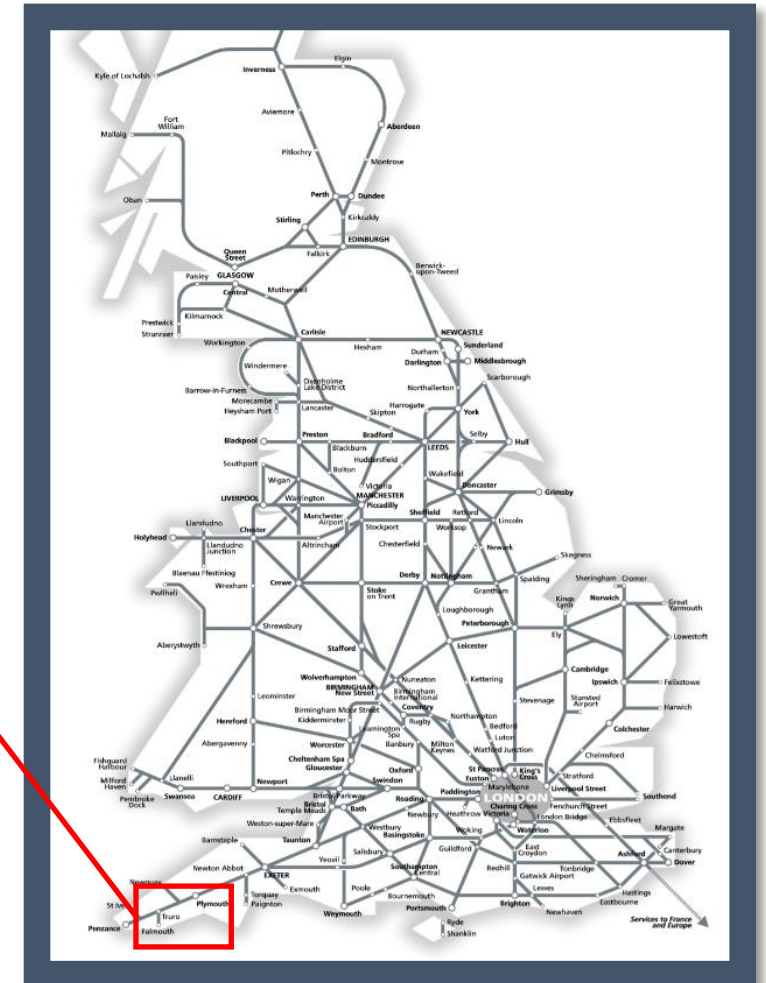 Elgin
Inverness
Kyle of Lochalsh
Aviemore
Fort
William
Mallaig
Aberdeen
Pitlochry
Montrose
Perth
Dundee
Oban
Kirkcaldy
Stirling
EDINBURGH
Falkirk
Queen
Street
GLASGOW
Central
Berwick-
upon-Tweed
Paisley
Motherwell
Kilmarnock
Prestwick
Stranraer
Carlisle
NEWCASTLE
Workington
Hexham
Durham
Sunderland
Darlington
Middlesbrough
Windermere
Oxenholme
Lake District
Scarborough
Barrow-in-Furness
Northallerton
Morecambe
Heysham Port
Lancaster
Harrogate
York
Skipton
Blackpool
Preston
Bradford
Selby
Hull
Blackburn
LEEDS
Huddersfield
Southport
Bolton
Wakefield
Wigan
Victoria
Doncaster
LIVERPOOL
Warrington
MANCHESTER
Piccadilly
Grimsby
Manchester
Airport
Sheffield
Retford
Lincoln
Llandudno
Chester
Stockport
Worksop
Holyhead
Llandudno
Junction
Altrincham
Chesterfield
Newark
Skegness
Blaenau Ffestiniog
Wrexham
Crewe
Stoke
on Trent
Derby
Nottingham
Grantham
Spalding
Sheringham
Cromer
Pwllheli
Kings
Lynn
Norwich
Great
Yarmouth
Loughborough
Peterborough
Ely
Shrewsbury
Aberystwyth
Stafford
Leicester
Lowestoft
Wolverhampton
Nuneaton
Cambridge
BIRMINGHAM
New Street
Birmingham
International
Kettering
Ipswich
Felixstowe
Leominster
Birmingham Moor Street
Coventry
Stevenage
Stansted
Airport
Harwich
Kidderminster
Rugby
Northampton
Hereford
Leamington
Spa
Bedford
Colchester
Worcester
Banbury
Milton
Keynes
Luton
Abergavenny
Watford Junction
Chelmsford
Cheltenham Spa
Gloucester
Oxford
St Pancras
King's
Cross
Fishguard
Harbour
Euston
Stratford
Milford
Haven
Llanelli
Newport
Swindon
Marylebone
Liverpool Street
Pembroke
Dock
Swansea
CARDIFF
Bristol Parkway
Paddington
LONDON
Southend
Bristol
Temple Meads
Bath
Reading
Charing Cross
Fenchurch Street
Newbury
Heathrow
Victoria
London Bridge
Weston-super-Mare
Westbury
Basingstoke
Woking
Waterloo
Ebbsfleet
Margate
Barnstaple
Taunton
Salisbury
Guildford
East
Croydon
Canterbury
Yeovil
Ashford
Dover
Newton Abbot
EXETER
Southampton
Central
Redhill
Gatwick Airport
Tonbridge
Newquay
Exmouth
Poole
Lewes
Hastings
Torquay
Paignton
Bournemouth
Eastbourne
Plymouth
Weymouth
Portsmouth
Brighton
Newhaven
St Ives
Truro
Penzance
Falmouth
Ryde
Shanklin
Services to France
and Europe